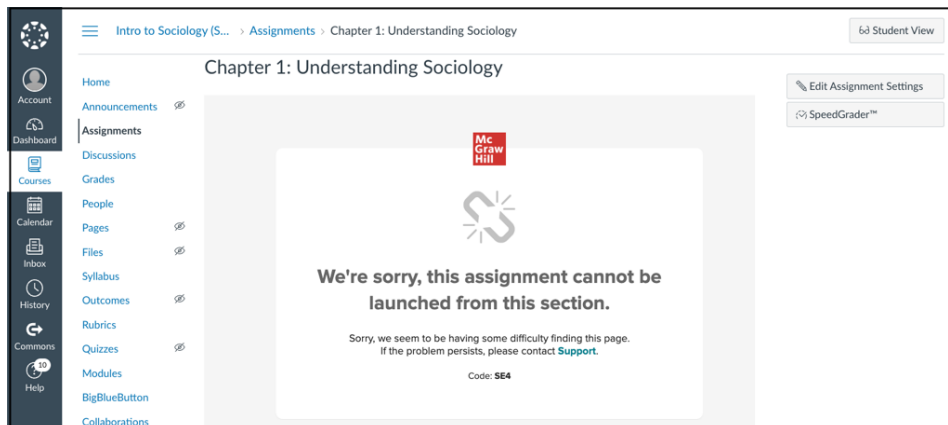 Intro to Sociology (S... > Assignments > Chapter 1: Understanding Sociology
Student View
Account
Dashboard
Courses
Calendar
Inbox
History
Commons
10
Help
Home
Announcements
Assignments
Discussions
Grades
People
Pages
Files
Syllabus
Outcomes
Rubrics
Quizzes
Modules
BigBlueButton
Collaborations
Chapter 1: Understanding Sociology
Mc
Graw
Hill
We're sorry, this assignment cannot be
launched from this section.
Sorry, we seem to be having some difficulty finding this page.
If the problem persists, please contact Support.
Code: SE4
Edit Assignment Settings
SpeedGrader™